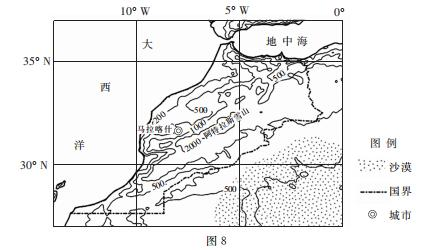 10° W
5° W
0°
大
地 中 海
35° N
500
西
200
500
1000
马拉喀什
2000
阿特拉斯山
洋
30° N
500
500
图 例
沙漠
国界
城市
图 8